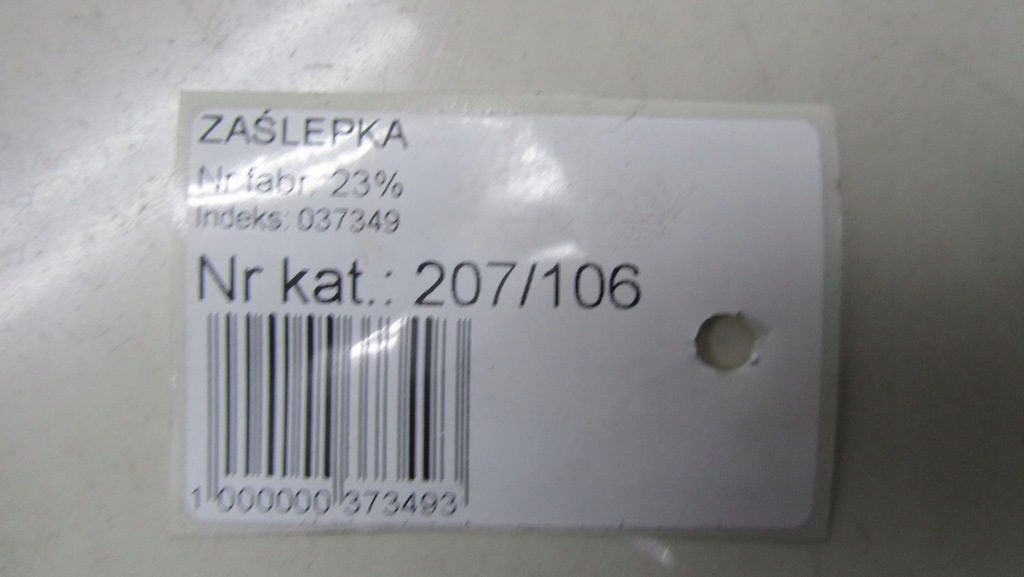 ZAŚLEPKA
Nr fabr.: 23%
Indeks: 037349
Nr kat.: 207/106
1 000000 373493